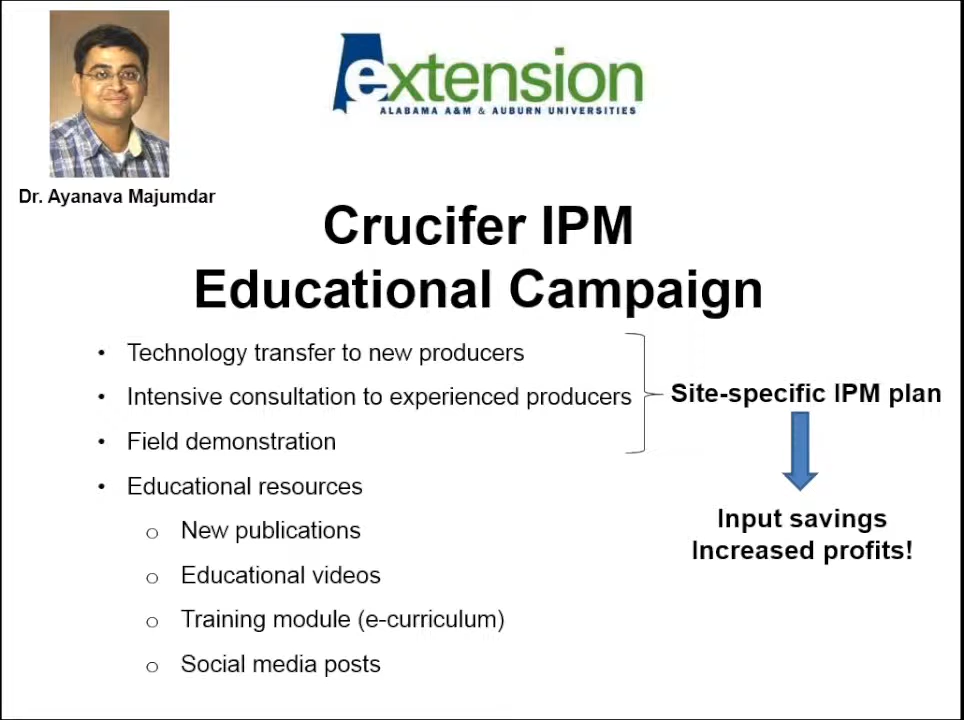 extension
ALABAMA A&M & AUBURN UNIVERSITIES
Dr. Ayanava Majumdar
Crucifer IPM
Educational Campaign
• Technology transfer to new producers
• Intensive consultation to experienced producers
• Field demonstration
• Educational resources
o New publications
o Educational videos
o Training module (e-curriculum)
o Social media posts
Site-specific IPM plan
Input savings
Increased profits!